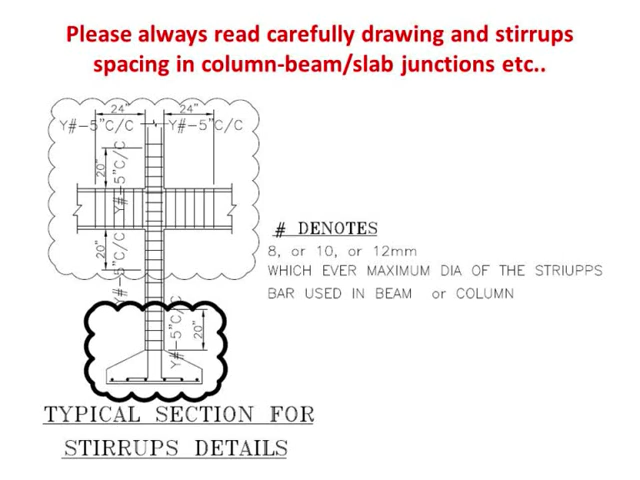 Please always read carefully drawing and stirrups
spacing in column-beam/slab junctions etc..
24" 24"
Y#-5"C/C Y#-5"C/C
20"
Y#-5"C/C
20"
Y#-5"C/C
20"
Y#-5"C/C
# DENOTES
8, or 10, or 12mm
WHICH EVER MAXIMUM DIA OF THE STRIUPPS
BAR USED IN BEAM or COLUMN
TYPICAL SECTION FOR
STIRRUPS DETAILS